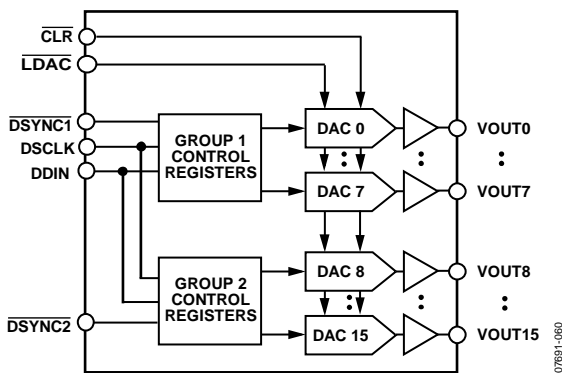 CLR
LDAC
DSYNC1
DSCLK
DDIN
GROUP 1
CONTROL
REGISTERS
DAC 0
VOUT0
DAC 7
VOUT7
GROUP 2
CONTROL
REGISTERS
DSYNC2
DAC 8
VOUT8
DAC 15
VOUT15
07691-060